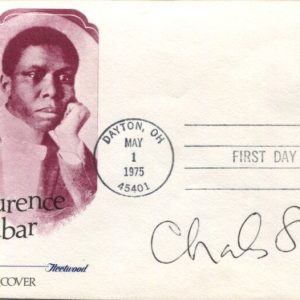 DAYTON, OH
MAY
1
1975
45401
FIRST DAY
urence
bar
Fleetwood
COVER